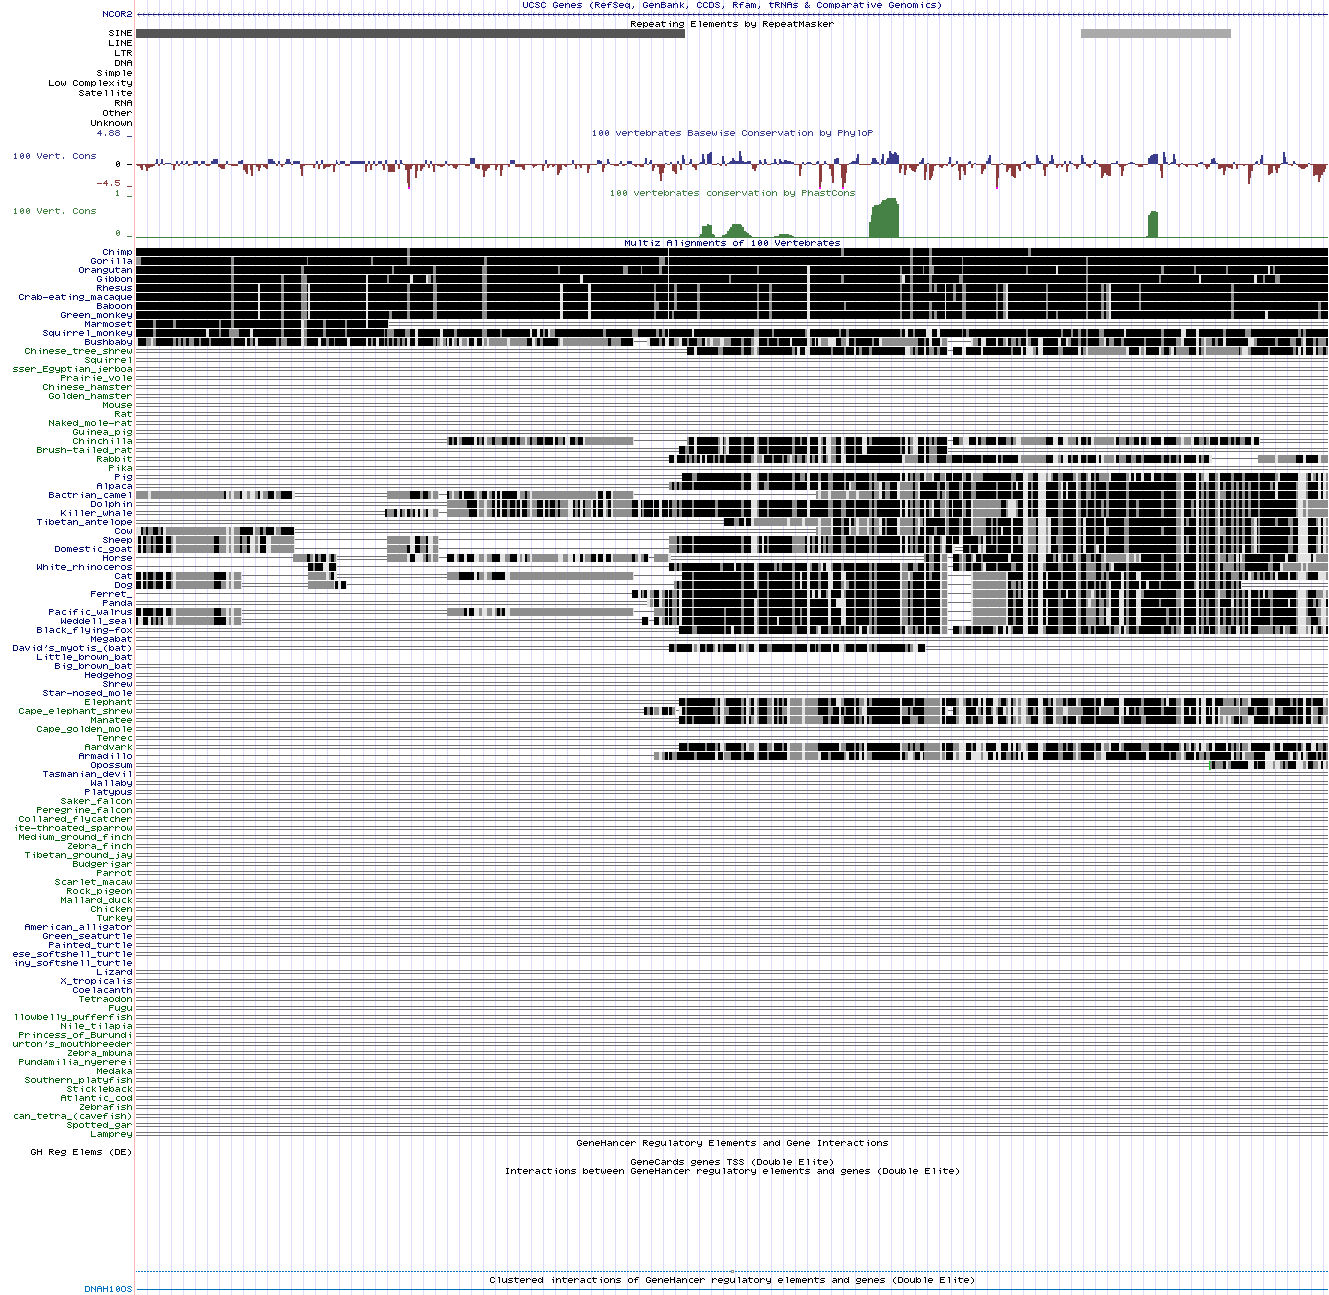 UCSC Genes (RefSeq, GenBank, CCDS, Rfam, tRNAs & Comparative Genomics)
NCOR2
Repeating Elements by RepeatMasker
SINE
LINE
LTR
DNA
Simple
Low Complexity
Satellite
RNA
Other
Unknown
4.88 _
100 vertebrates Basewise Conservation by PhyloP
100 Vert. Cons
0 _
-4.5 _
100 vertebrates conservation by PhastCons
1 _
100 Vert. Cons
0 _
Multiz Alignments of 100 Vertebrates
Chimp
Gorilla
Orangutan
Gibbon
Rhesus
Crab-eating_macaque
Baboon
Green_monkey
Marmoset
Squirrel_monkey
Bushbaby
Chinese_tree_shrew
Squirrel
sser_Egyptian_jerboa
Prairie_vole
Chinese_hamster
Golden_hamster
Mouse
Rat
Naked_mole-rat
Guinea_pig
Chinchilla
Brush-tailed_rat
Rabbit
Pika
Pig
Alpaca
Bactrian_camel
Dolphin
Killer_whale
Tibetan_antelope
Cow
Sheep
Domestic_goat
Horse
White_rhinoceros
Cat
Dog
Ferret_
Panda
Pacific_walrus
Weddell_seal
Black_flying-fox
Megabat
David's_myotis_(bat)
Little_brown_bat
Big_brown_bat
Hedgehog
Shrew
Star-nosed_mole
Elephant
Cape_elephant_shrew
Manatee
Cape_golden_mole
Tenrec
Aardvark
Armadillo
Opossum
Tasmanian_devil
Wallaby
Platypus
Saker_falcon
Peregrine_falcon
Collared_flycatcher
ite-throated_sparrow
Medium_ground_finch
Zebra_finch
Tibetan_ground_jay
Budgerigar
Parrot
Scarlet_macaw
Rock_pigeon
Mallard_duck
Chicken
Turkey
American_alligator
Green_seaturtle
Painted_turtle
ese_softshell_turtle
iny_softshell_turtle
Lizard
X_tropicalis
Coelacanth
Tetraodon
Fugu
llowbelly_pufferfish
Nile_tilapia
Princess_of_Burundi
urton's_mouthbreeder
Zebra_mbuna
Pundamilia_nyererei
Medaka
Southern_platyfish
Stickleback
Atlantic_cod
Zebrafish
can_tetra_(cavefish)
Spotted_gar
Lamprey
GeneHancer Regulatory Elements and Gene Interactions
GH Reg Elems (DE)
GeneCards genes TSS (Double Elite)
Interactions between GeneHancer regulatory elements and genes (Double Elite)
Clustered interactions of GeneHancer regulatory elements and genes (Double Elite)
DNAH10OS